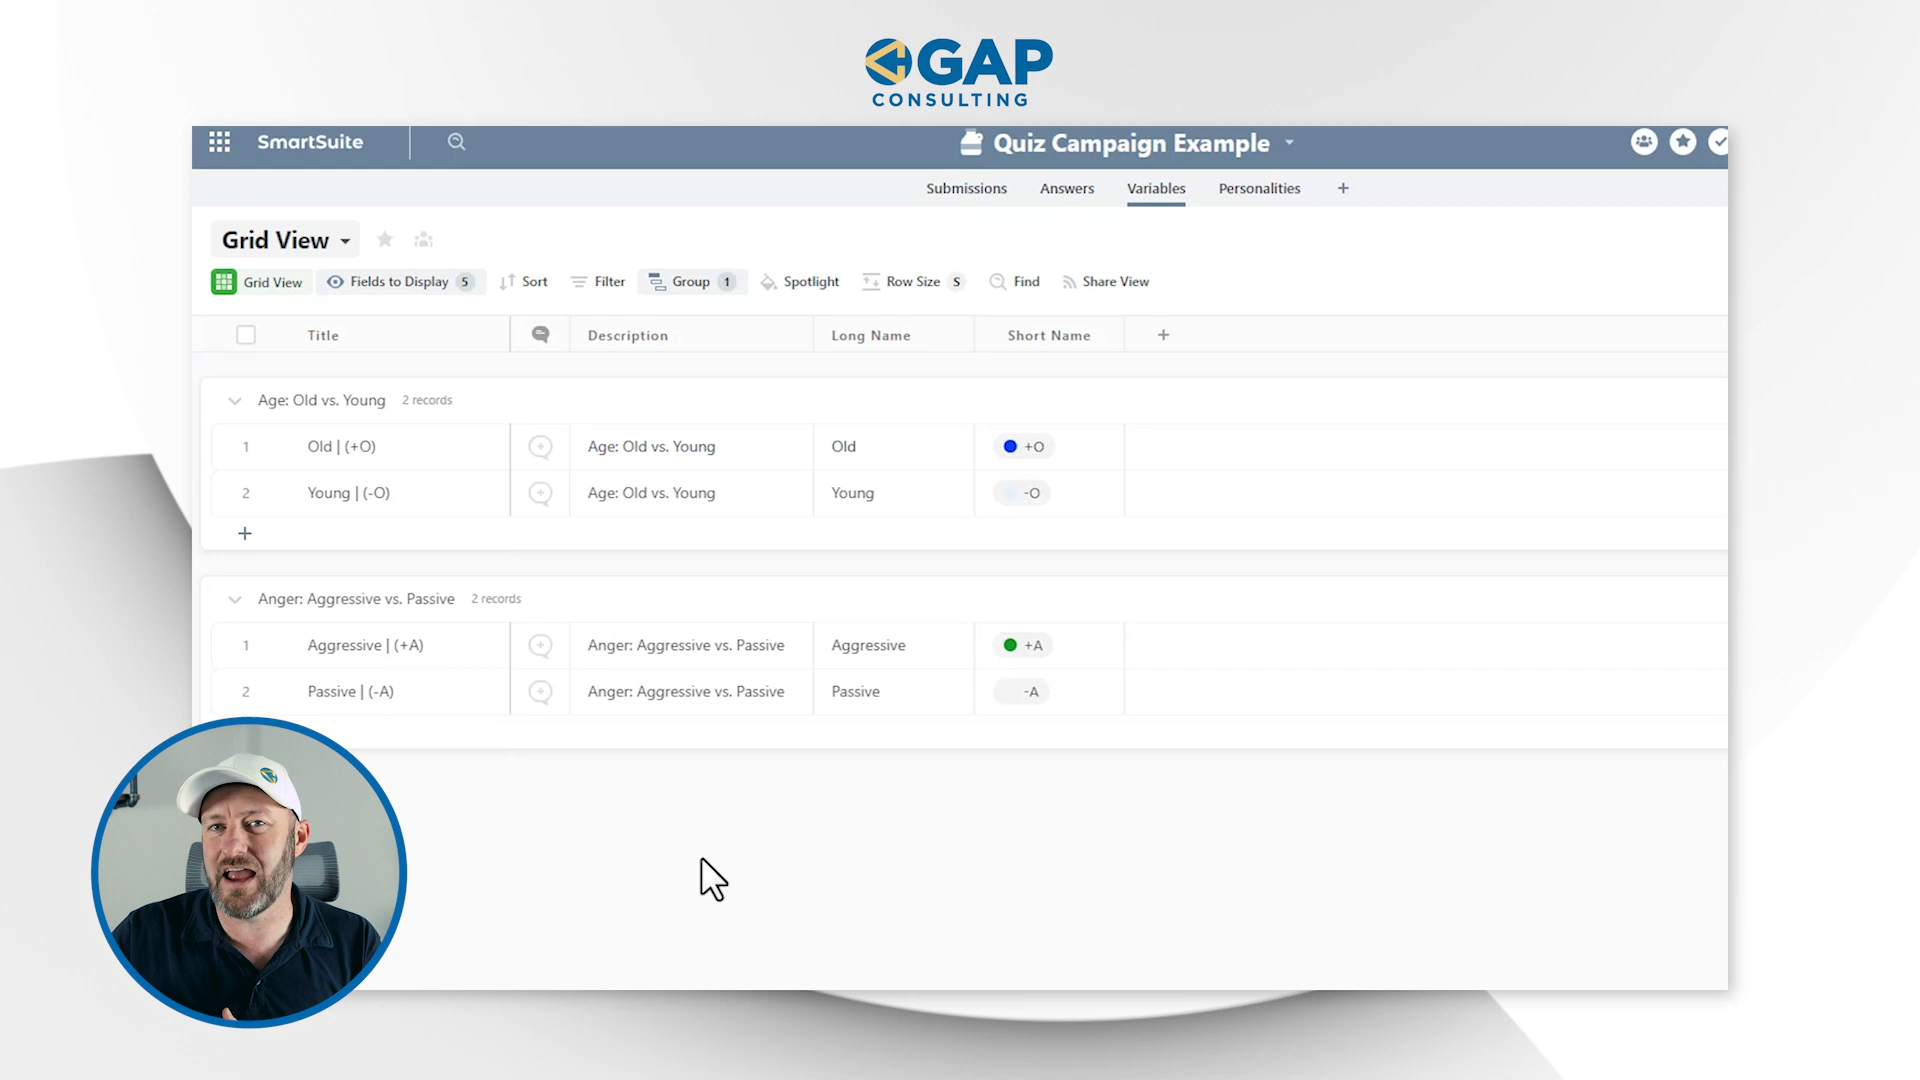 GAP
CONSULTING
SmartSuite
Quiz Campaign Example
Submissions Answers Variables Personalities +
Grid View
Grid View Fields to Display 5 Sort Filter Group 1 Spotlight Row Size S Find Share View
Title Description Long Name Short Name +
Age: Old vs. Young 2 records
1 Old | (+O) Age: Old vs. Young Old +O
2 Young | (-O) Age: Old vs. Young Young -O
+
Anger: Aggressive vs. Passive 2 records
1 Aggressive | (+A) Anger: Aggressive vs. Passive Aggressive +A
2 Passive | (-A) Anger: Aggressive vs. Passive Passive -A